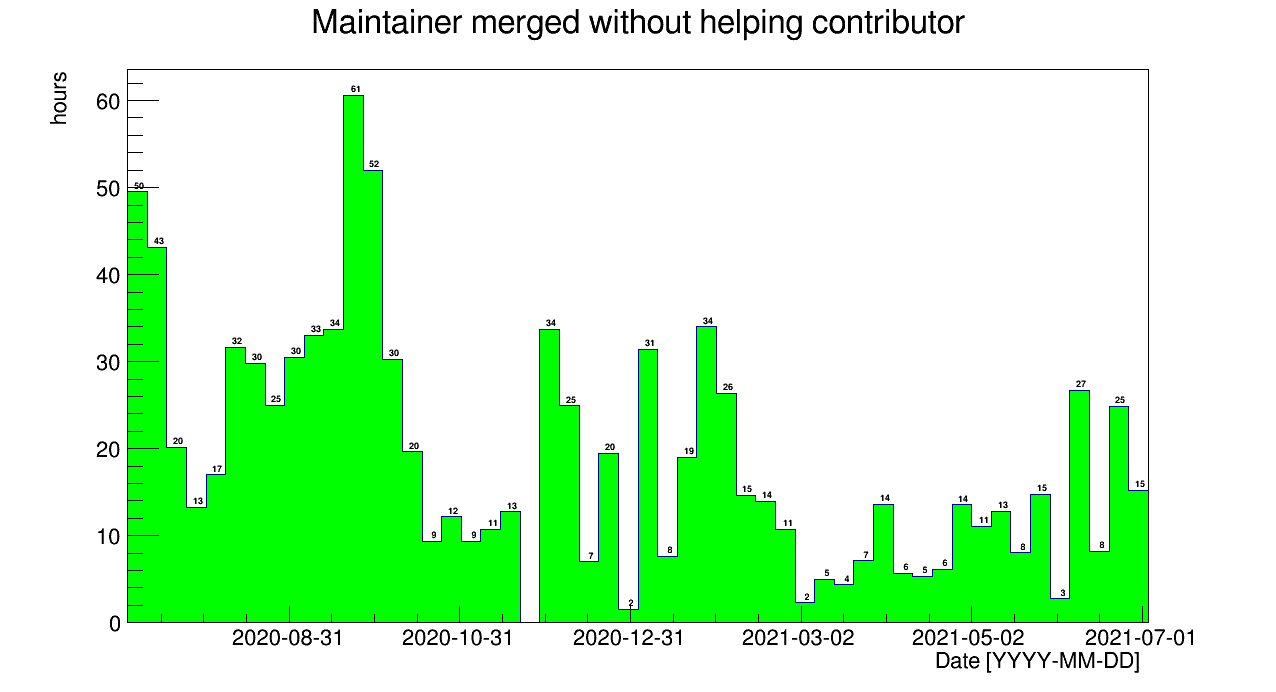 Maintainer merged without helping contributor
hours
60
50
40
30
20
10
0
50 43 20 13 17 32 30 25 30 33 34 61 52 30 20 9 12 9 11 13 34 25 7 20 2 31 8 19 34 26 15 14 11 2 5 4 7 14 6 5 6 14 11 13 8 15 3 27 8 25 15
2020-08-31 2020-10-31 2020-12-31 2021-03-02 2021-05-02 2021-07-01
Date [YYYY-MM-DD]